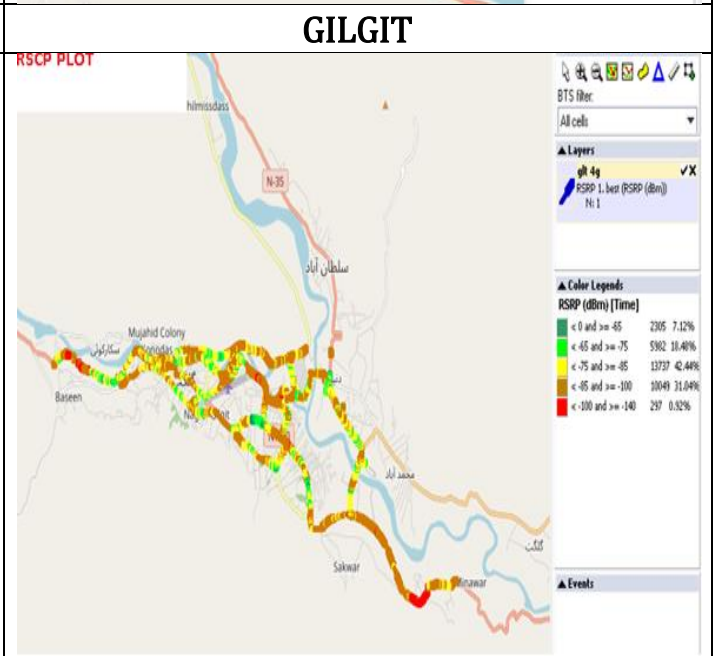 GILGIT
RSCP PLOT
hilmissdass
N-35
سلطان آباد
Mujahid Colony
سکارکوئی
Baseen
محمد آباد
گلگت
Sakwar
Minawar
BTS filter:
All cells
Layers
glt 4g
RSRP 1. best (RSRP (dBm))
N: 1
Color Legends
RSRP (dBm) [Time]
< 0 and >= -65 2305 7.12%
< -65 and >= -75 5982 18.48%
< -75 and >= -85 13737 42.44%
< -85 and >= -100 10049 31.04%
< -100 and >= -140 297 0.92%
Events